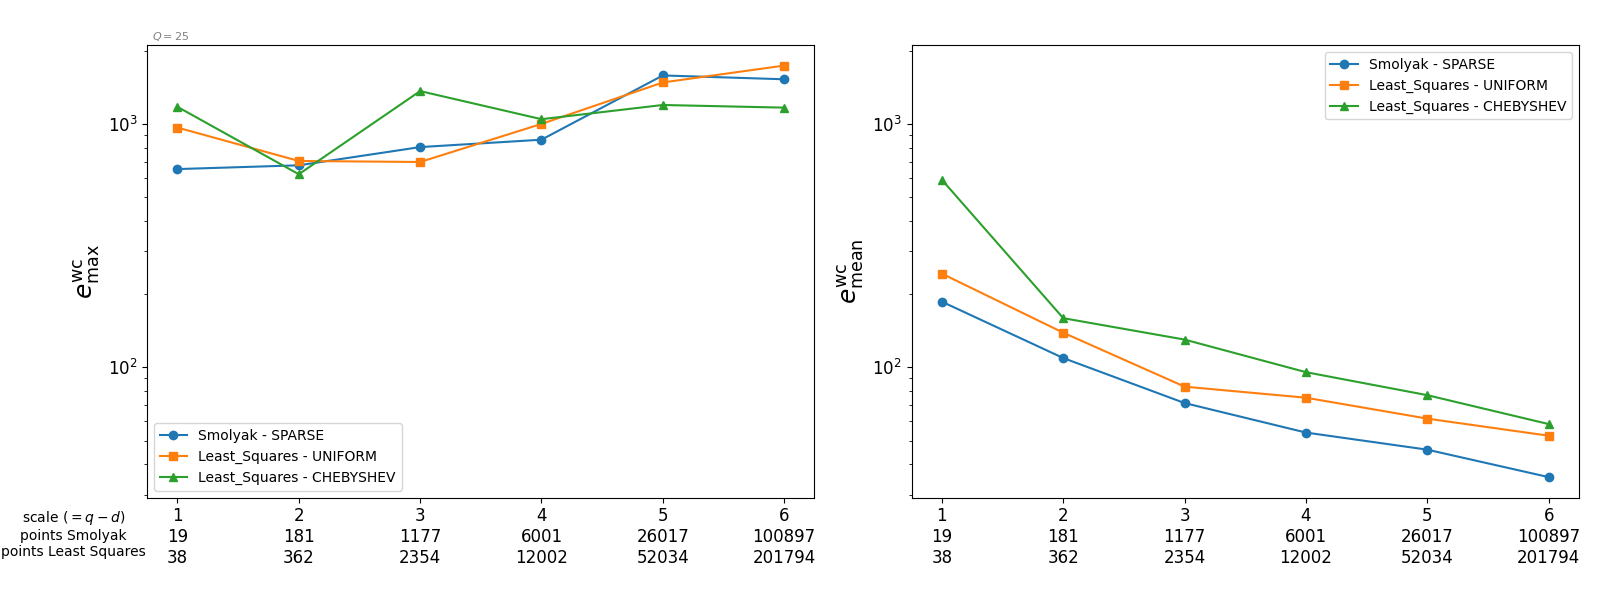 Q = 25
10³
10²
e^wc_max
Smolyak - SPARSE
Least_Squares - UNIFORM
Least_Squares - CHEBYSHEV
scale (= q − d) 1 2 3 4 5 6
points Smolyak 19 181 1177 6001 26017 100897
points Least Squares 38 362 2354 12002 52034 201794
10³
10²
e^wc_mean
Smolyak - SPARSE
Least_Squares - UNIFORM
Least_Squares - CHEBYSHEV
1 2 3 4 5 6
19 181 1177 6001 26017 100897
38 362 2354 12002 52034 201794